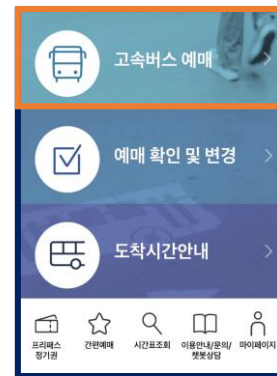 고속버스 예매
예매 확인 및 변경
도착시간안내
프리패스
정기권
간편예매
시간표조회
이용안내/문의/
챗봇상담
마이페이지